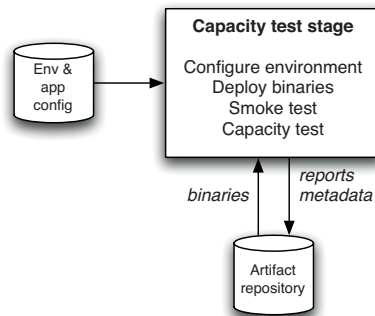 Capacity test stage
Configure environment
Deploy binaries
Smoke test
Capacity test
Env &
app
config
binaries
reports
metadata
Artifact
repository